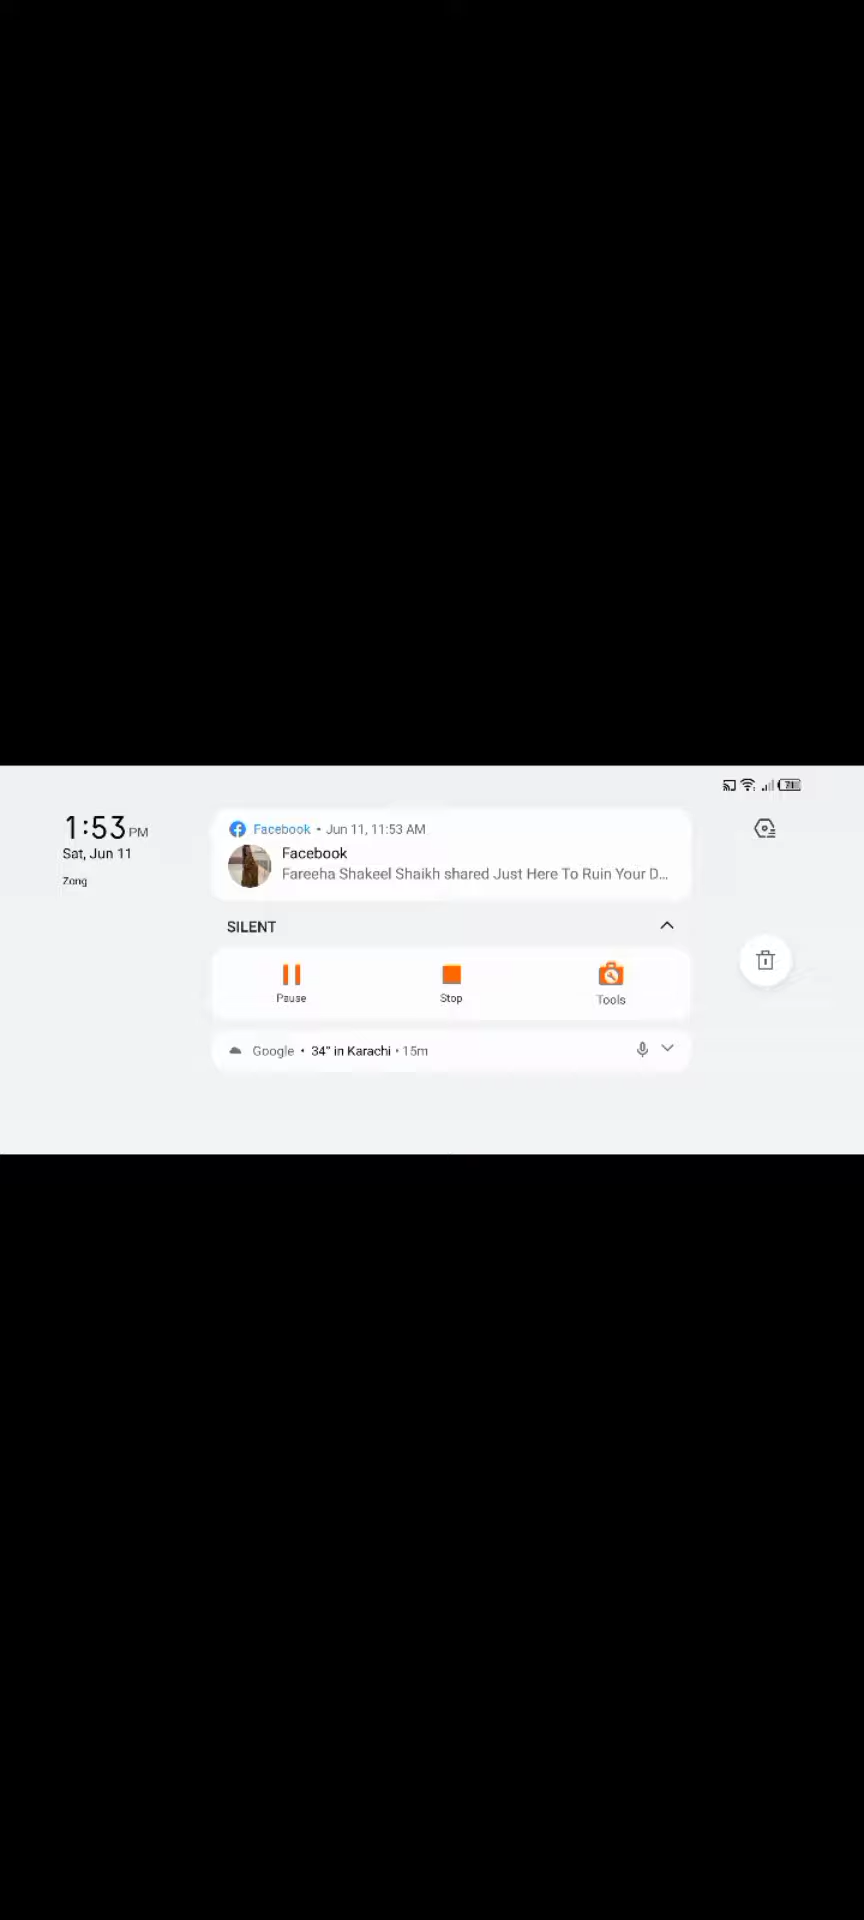 71
1:53 PM
Sat, Jun 11
Zong
Facebook • Jun 11, 11:53 AM
Facebook
Fareeha Shakeel Shaikh shared Just Here To Ruin Your D...
SILENT
Pause
Stop
Tools
Google • 34° in Karachi • 15m